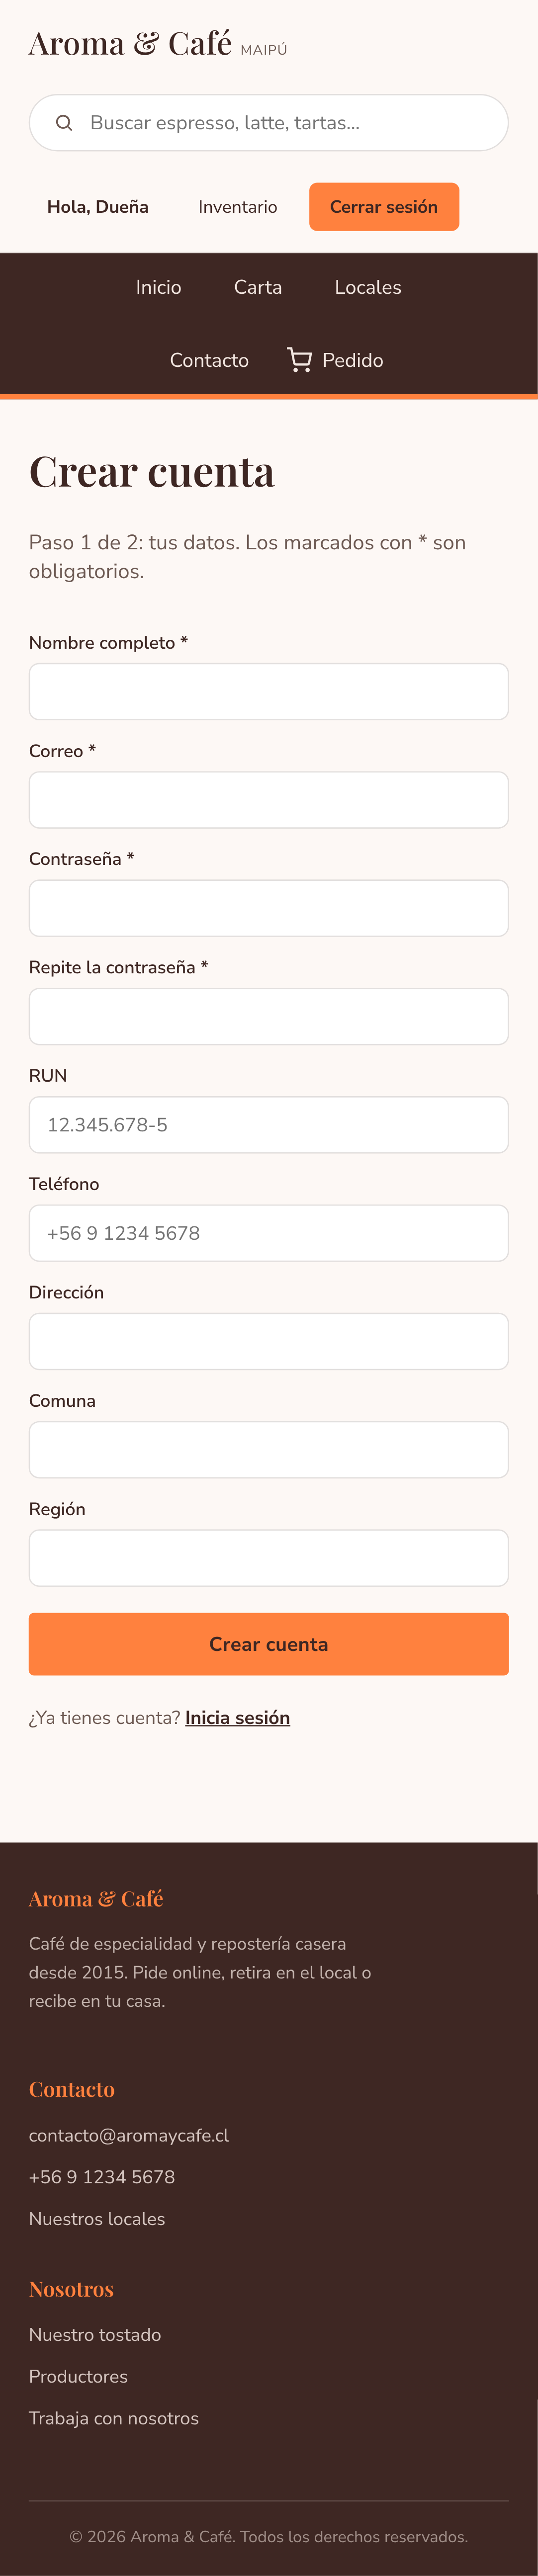 Aroma & Café MAIPÚ
Buscar espresso, latte, tartas...
Hola, Dueña Inventario Cerrar sesión
Inicio Carta Locales
Contacto Pedido
Crear cuenta
Paso 1 de 2: tus datos. Los marcados con * son
obligatorios.
Nombre completo *
Correo *
Contraseña *
Repite la contraseña *
RUN
12.345.678-5
Teléfono
+56 9 1234 5678
Dirección
Comuna
Región
Crear cuenta
¿Ya tienes cuenta? Inicia sesión
Aroma & Café
Café de especialidad y repostería casera
desde 2015. Pide online, retira en el local o
recibe en tu casa.
Contacto
contacto@aromaycafe.cl
+56 9 1234 5678
Nuestros locales
Nosotros
Nuestro tostado
Productores
Trabaja con nosotros
© 2026 Aroma & Café. Todos los derechos reservados.